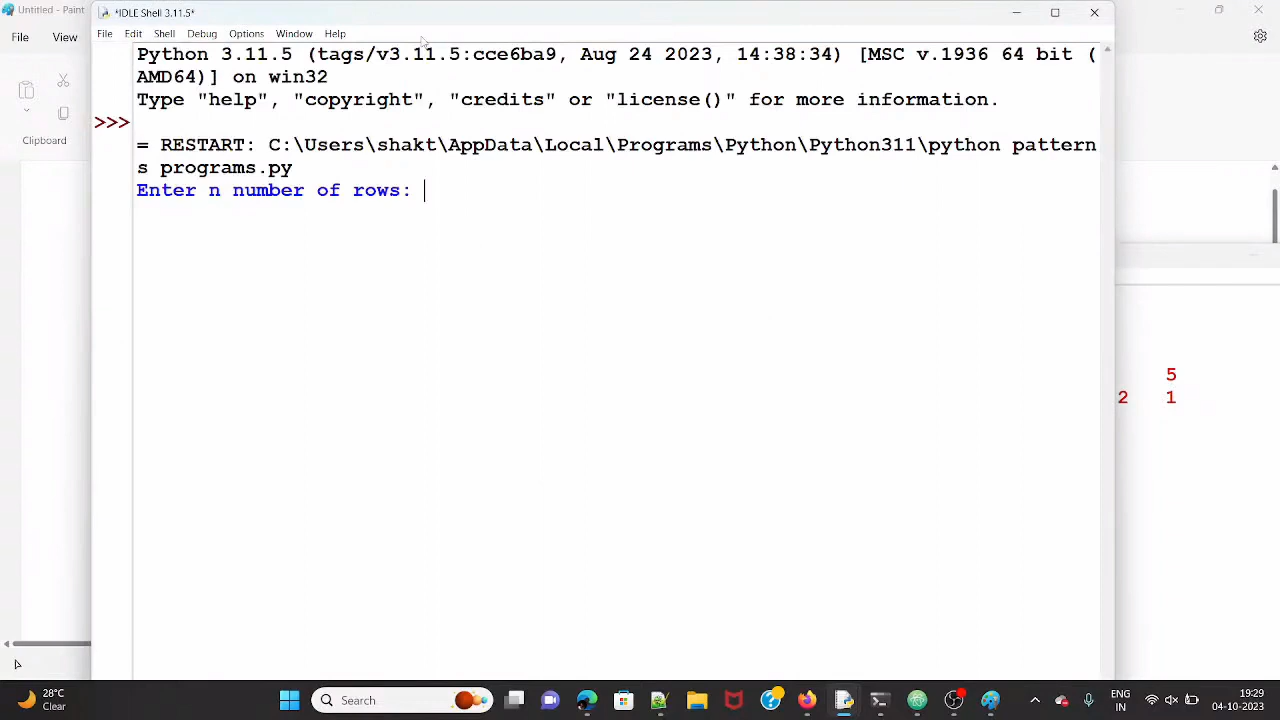 Untitled - Paint
*IDLE Shell 3.11.5*
File View
File Edit Shell Debug Options Window Help
Python 3.11.5 (tags/v3.11.5:cce6ba9, Aug 24 2023, 14:38:34) [MSC v.1936 64 bit (
AMD64)] on win32
Type "help", "copyright", "credits" or "license()" for more information.
>>>
= RESTART: C:\Users\shakt\AppData\Local\Programs\Python\Python311\python pattern
s programs.py
Enter n number of rows:
Clipboard
5
2 1
28°C
Clear
Search
ENG
IN
19:29
04-10-2023